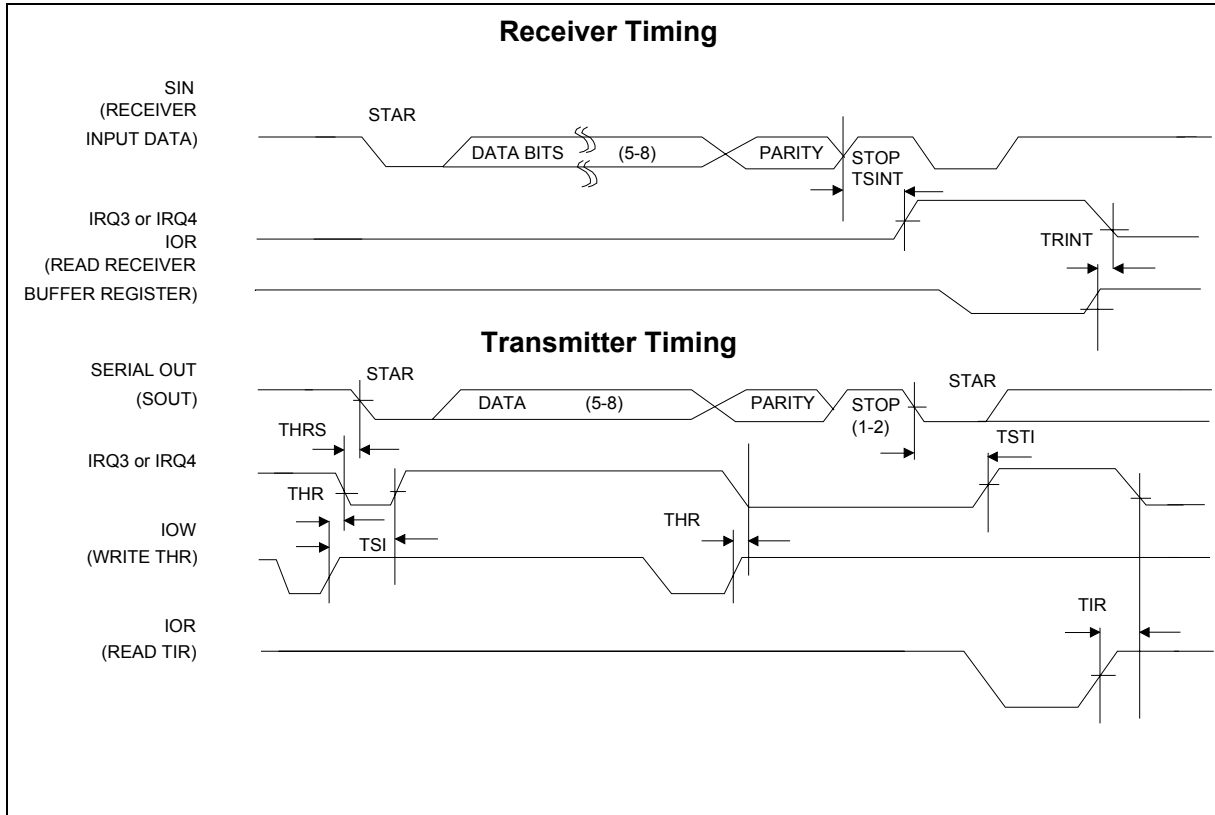 Receiver Timing
SIN
(RECEIVER
INPUT DATA)
STAR
DATA BITS (5-8)
PARITY
STOP
TSINT
IRQ3 or IRQ4
IOR
(READ RECEIVER
BUFFER REGISTER)
TRINT
Transmitter Timing
SERIAL OUT
(SOUT)
STAR
DATA (5-8)
PARITY
STOP
(1-2)
STAR
THRS
TSTI
IRQ3 or IRQ4
THR
THR
IOW
(WRITE THR)
TSI
TIR
IOR
(READ TIR)